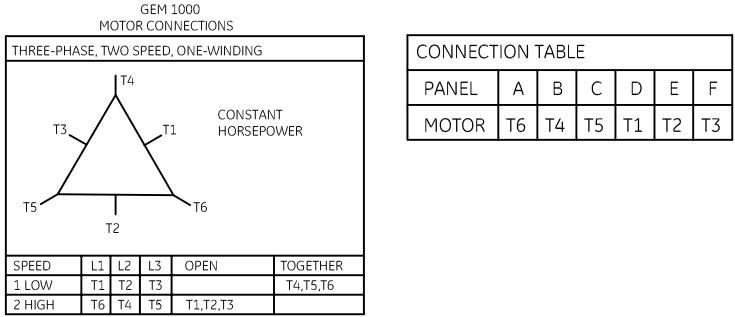 GEM 1000
MOTOR CONNECTIONS
THREE-PHASE, TWO SPEED, ONE-WINDING
T4
T3
T1
CONSTANT
HORSEPOWER
T5
T6
T2
SPEED L1 L2 L3 OPEN TOGETHER
1 LOW T1 T2 T3 T4,T5,T6
2 HIGH T6 T4 T5 T1,T2,T3
CONNECTION TABLE
PANEL A B C D E F
MOTOR T6 T4 T5 T1 T2 T3